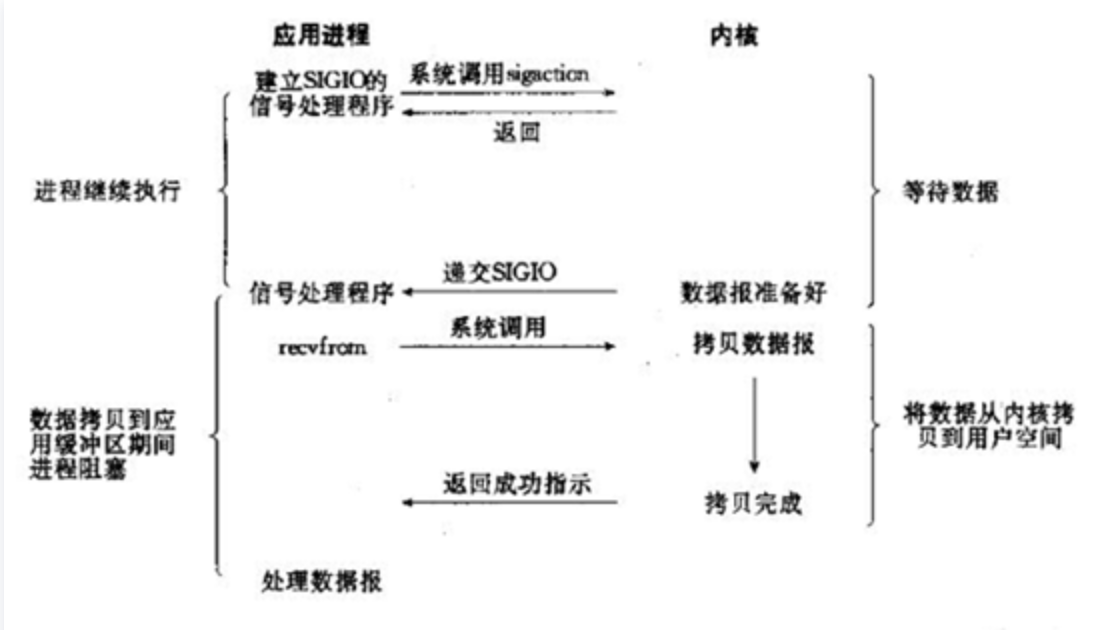 应用进程
内核
建立SIGIO的
信号处理程序
系统调用sigaction
返回
进程继续执行
等待数据
递交SIGIO
信号处理程序
数据报准备好
系统调用
recvfrom
拷贝数据报
数据拷贝到应
用缓冲区期间
进程阻塞
将数据从内核拷
贝到用户空间
返回成功指示
拷贝完成
处理数据报